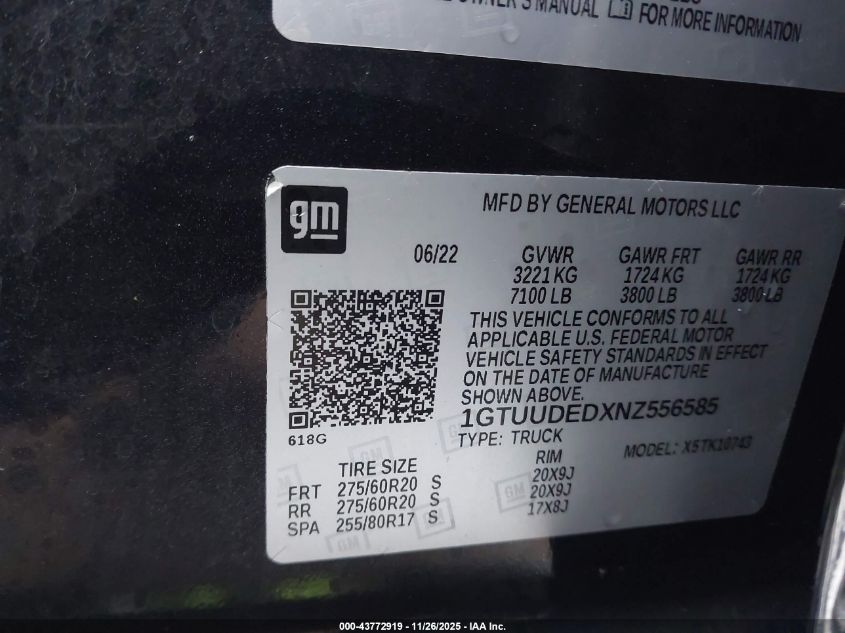 OWNER'S MANUAL FOR MORE INFORMATION
gm
MFD BY GENERAL MOTORS LLC
06/22 GVWR GAWR FRT GAWR RR
3221 KG 1724 KG 1724 KG
7100 LB 3800 LB 3800 LB
THIS VEHICLE CONFORMS TO ALL
APPLICABLE U.S. FEDERAL MOTOR
VEHICLE SAFETY STANDARDS IN EFFECT
ON THE DATE OF MANUFACTURE
SHOWN ABOVE.
1GTUUDEDXNZ556585
618G
TYPE: TRUCK MODEL: X5TK10743
TIRE SIZE RIM
FRT 275/60R20 S 20X9J
RR 275/60R20 S 20X9J
SPA 255/80R17 S 17X8J
GM GM GM GM
000-43772919 - 11/26/2025 - IAA Inc.